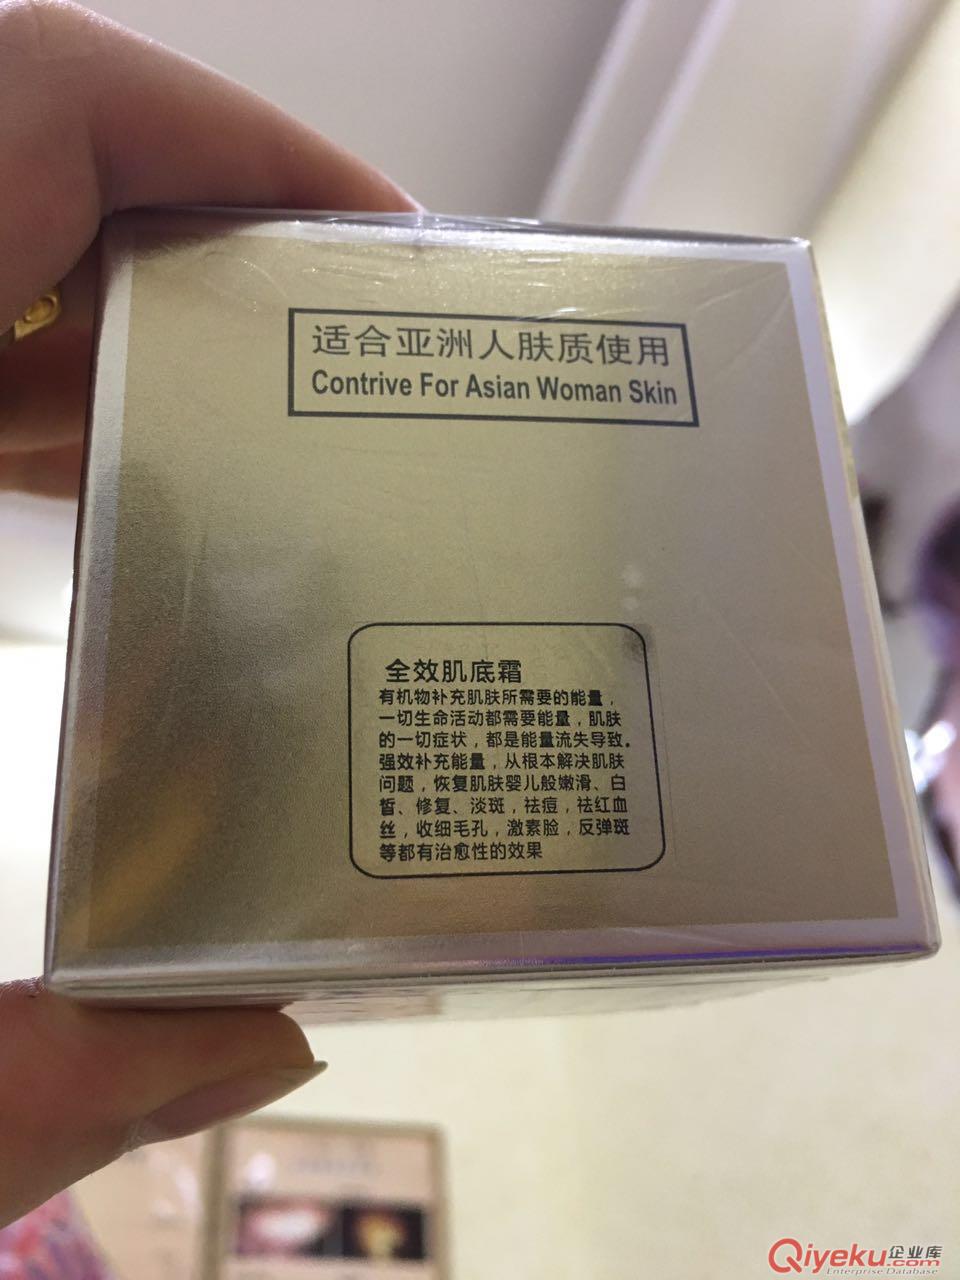 适合亚洲人肤质使用
Contrive For Asian Woman Skin
全效肌底霜
有机物补充肌肤所需要的能量，
一切生命活动都需要能量，肌肤
的一切症状，都是能量流失导致。
强效补充能量，从根本解决肌肤
问题，恢复肌肤婴儿般嫩滑、白
皙、修复、淡斑，祛痘，祛红血
丝，收细毛孔，激素脸，反弹斑
等都有治愈性的效果
Qiyeku企业库
.com
Enterprise Database